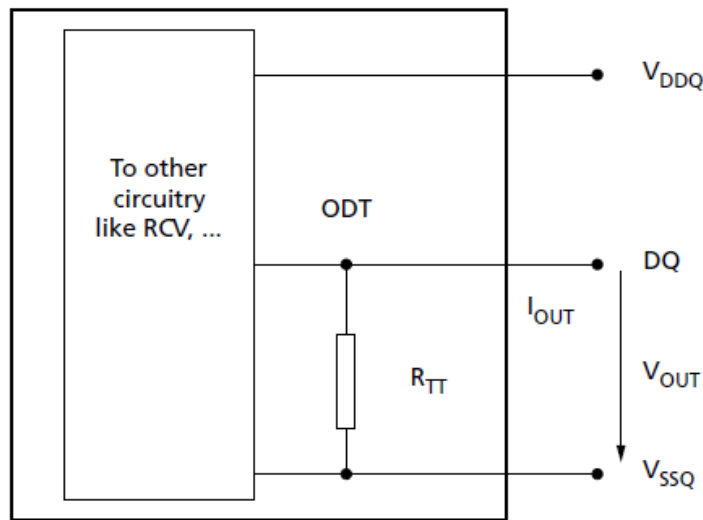 V_DDQ
To other
circuitry
like RCV, ...
ODT
DQ
I_OUT
R_TT
V_OUT
V_SSQ